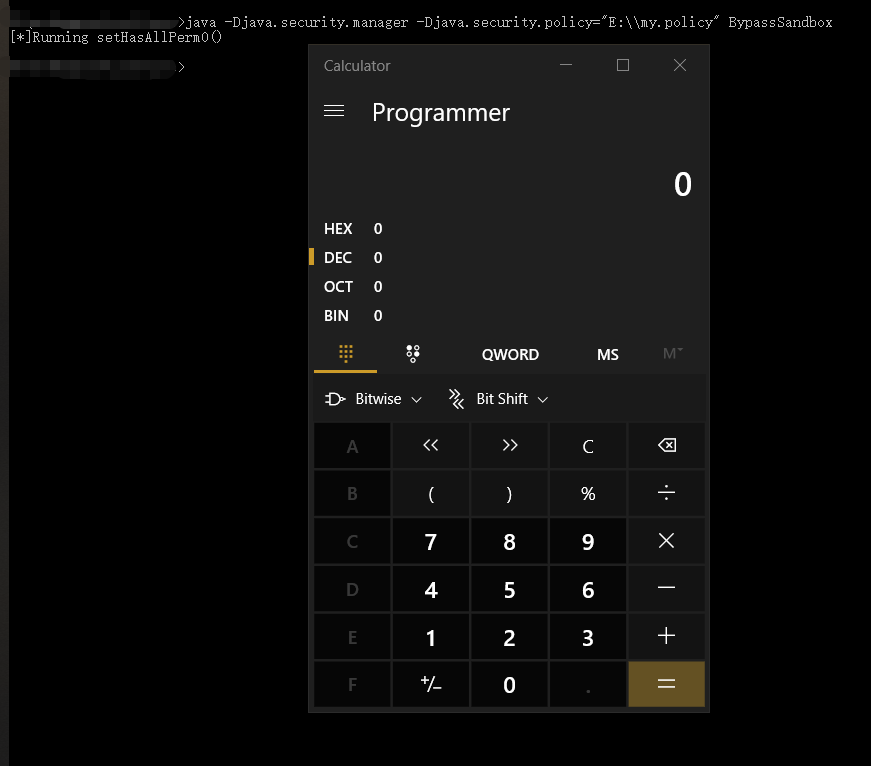 >java -Djava.security.manager -Djava.security.policy="E:\\my.policy" BypassSandbox
[*]Running setHasAllPerm0()
>
Calculator
Programmer
0
HEX 0
DEC 0
OCT 0
BIN 0
QWORD MS M
Bitwise Bit Shift
A << >> C
B ( ) % ÷
C 7 8 9 ×
D 4 5 6 −
E 1 2 3 +
F +/− 0 . =